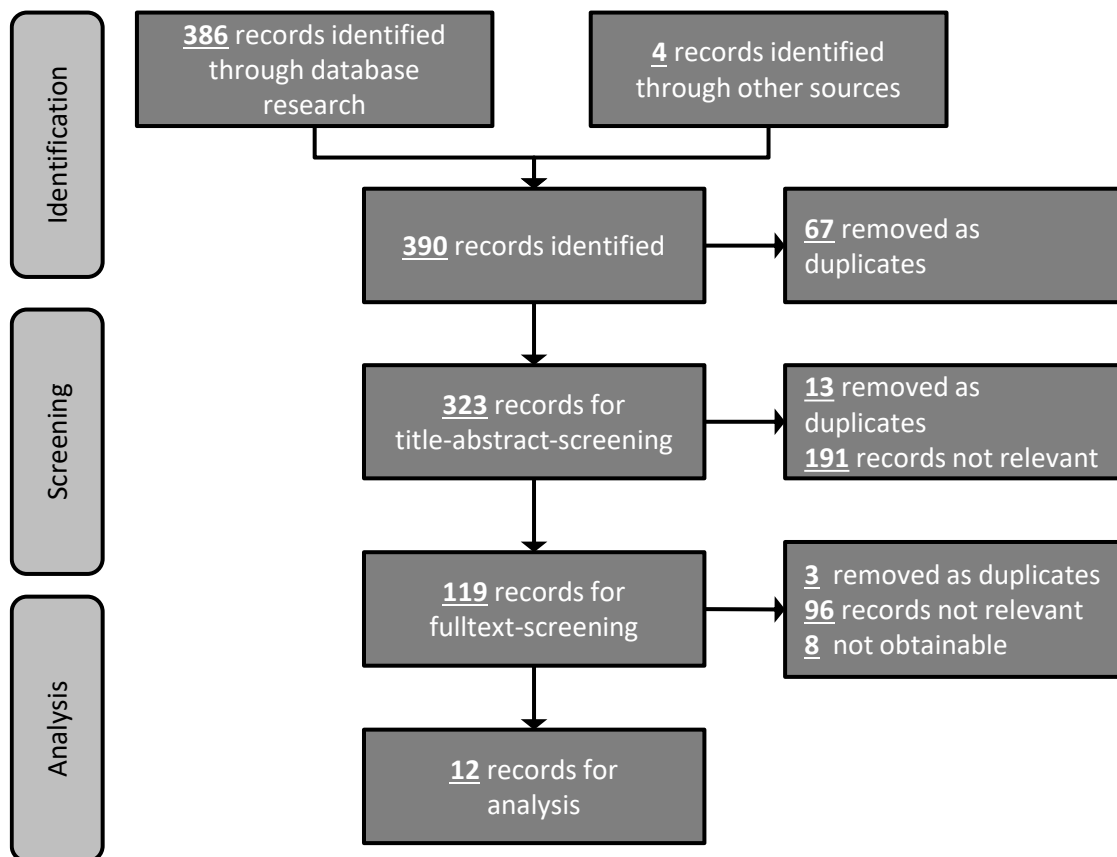 Identification
386 records identified
through database
research
4 records identified
through other sources
390 records identified
67 removed as
duplicates
Screening
323 records for
title-abstract-screening
13 removed as
duplicates
191 records not relevant
119 records for
fulltext-screening
3 removed as duplicates
96 records not relevant
8 not obtainable
Analysis
12 records for
analysis